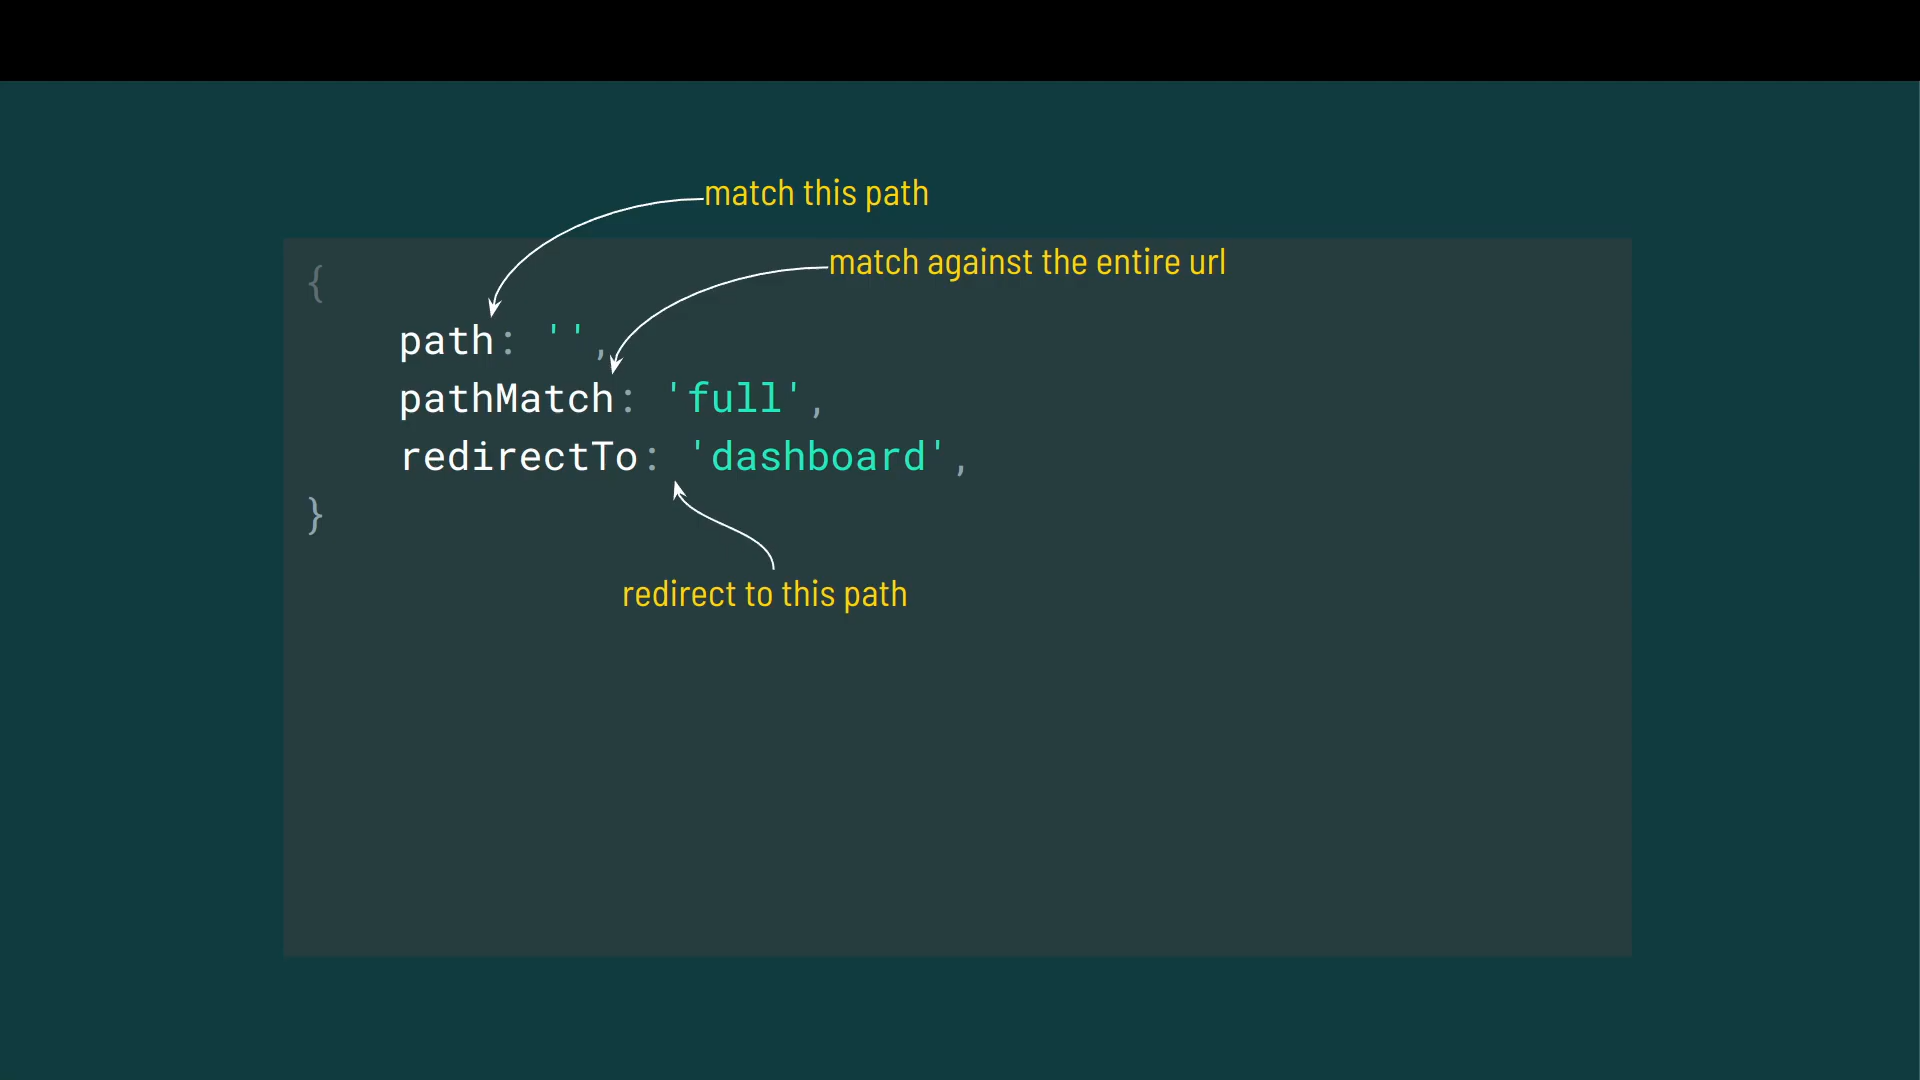 match this path
match against the entire url
{
path: '',
pathMatch: 'full',
redirectTo: 'dashboard',
}
redirect to this path